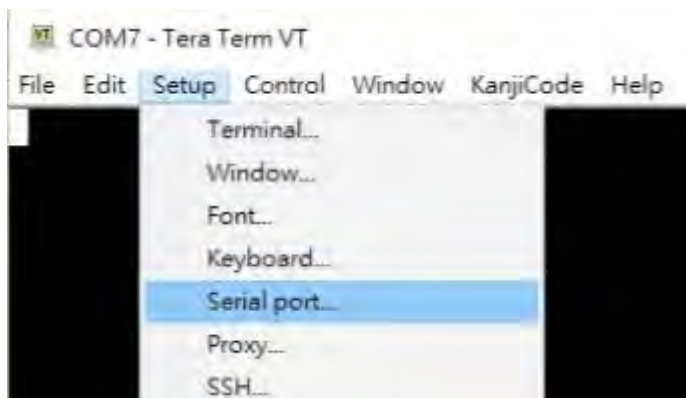 VT COM7 - Tera Term VT
File Edit Setup Control Window KanjiCode Help
Terminal...
Window...
Font...
Keyboard...
Serial port...
Proxy...
SSH...